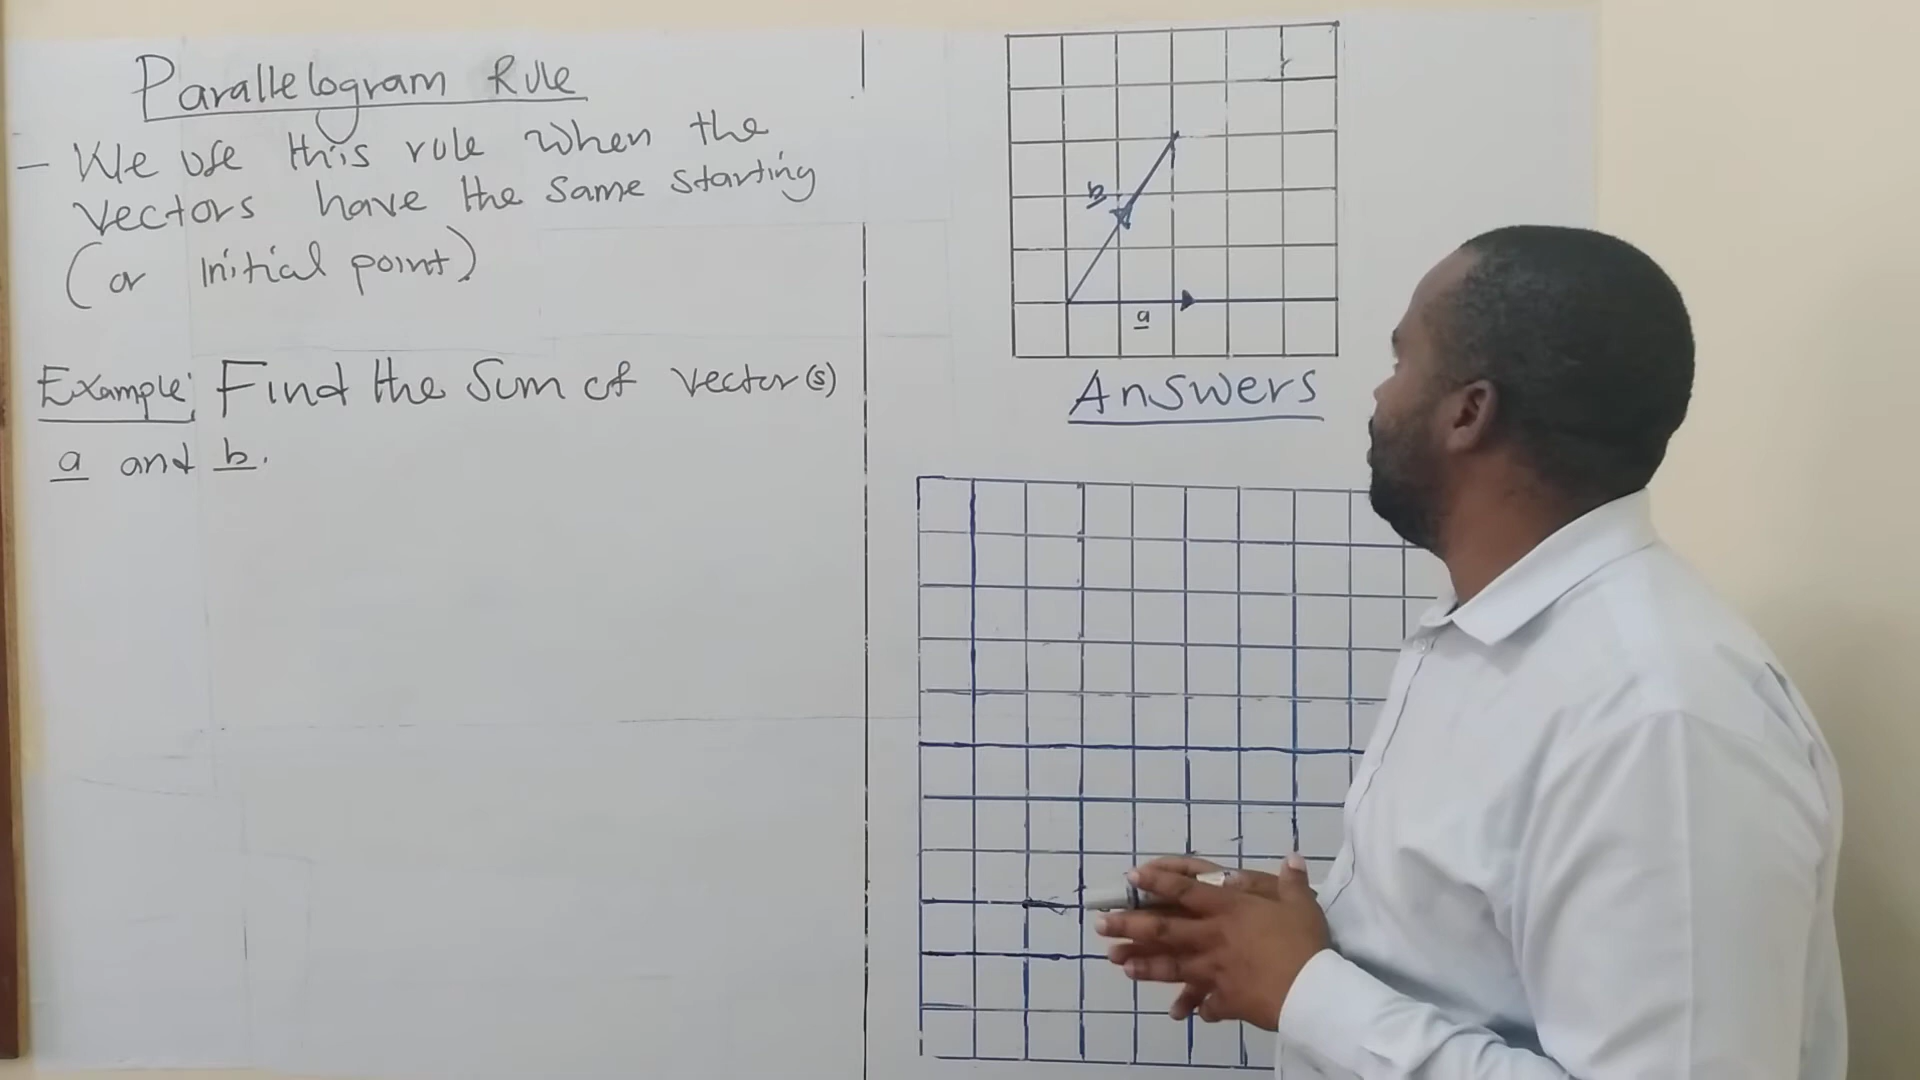 Parallelogram Rule
- We use this rule when the
vectors have the same starting
(or initial point)
Example: Find the sum of vector(s)
a and b.
b
a
Answers